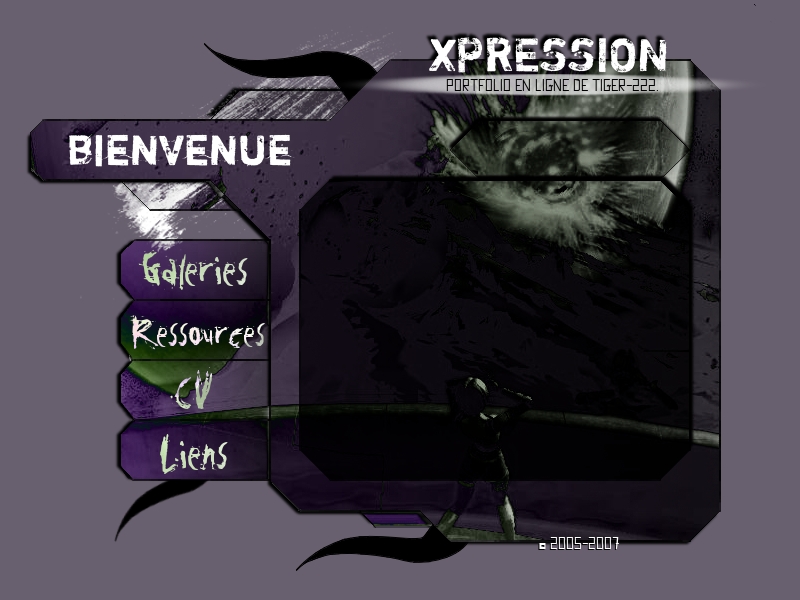 XPRESSION
PORTFOLIO EN LIGNE DE TIGER-222.
BIENVENUE
Galeries
Ressources
CV
Liens
© 2005-2007